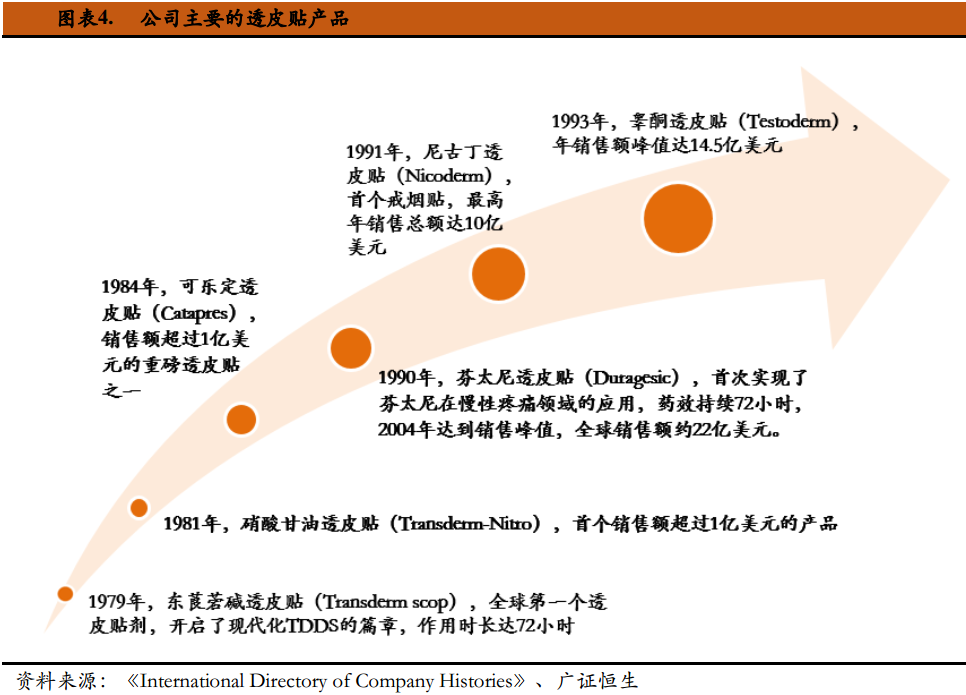 图表4. 公司主要的透皮贴产品
1993年，睾酮透皮贴（Testoderm），
年销售额峰值达14.5亿美元
1991年，尼古丁透
皮贴（Nicoderm），
首个戒烟贴，最高
年销售总额达10亿
美元
1984年，可乐定透
皮贴（Catapres），
销售额超过1亿美
元的重磅透皮贴
之一
1990年，芬太尼透皮贴（Duragesic），首次实现了
芬太尼在慢性疼痛领域的应用，药效持续72小时，
2004年达到销售峰值，全球销售额约22亿美元。
1981年，硝酸甘油透皮贴（Transderm-Nitro），首个销售额超过1亿美元的产品
1979年，东莨菪碱透皮贴（Transderm scop），全球第一个透
皮贴剂，开启了现代化TDDS的篇章，作用时长达72小时
资料来源：《International Directory of Company Histories》、广证恒生